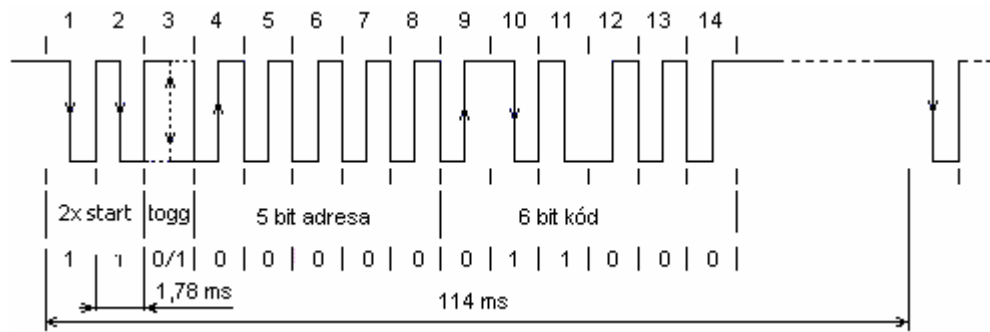 1 2 3 4 5 6 7 8 9 10 11 12 13 14
2x start togg 5 bit adresa 6 bit kód
1 1 0/1 0 0 0 0 0 0 1 1 0 0 0
1,78 ms
114 ms